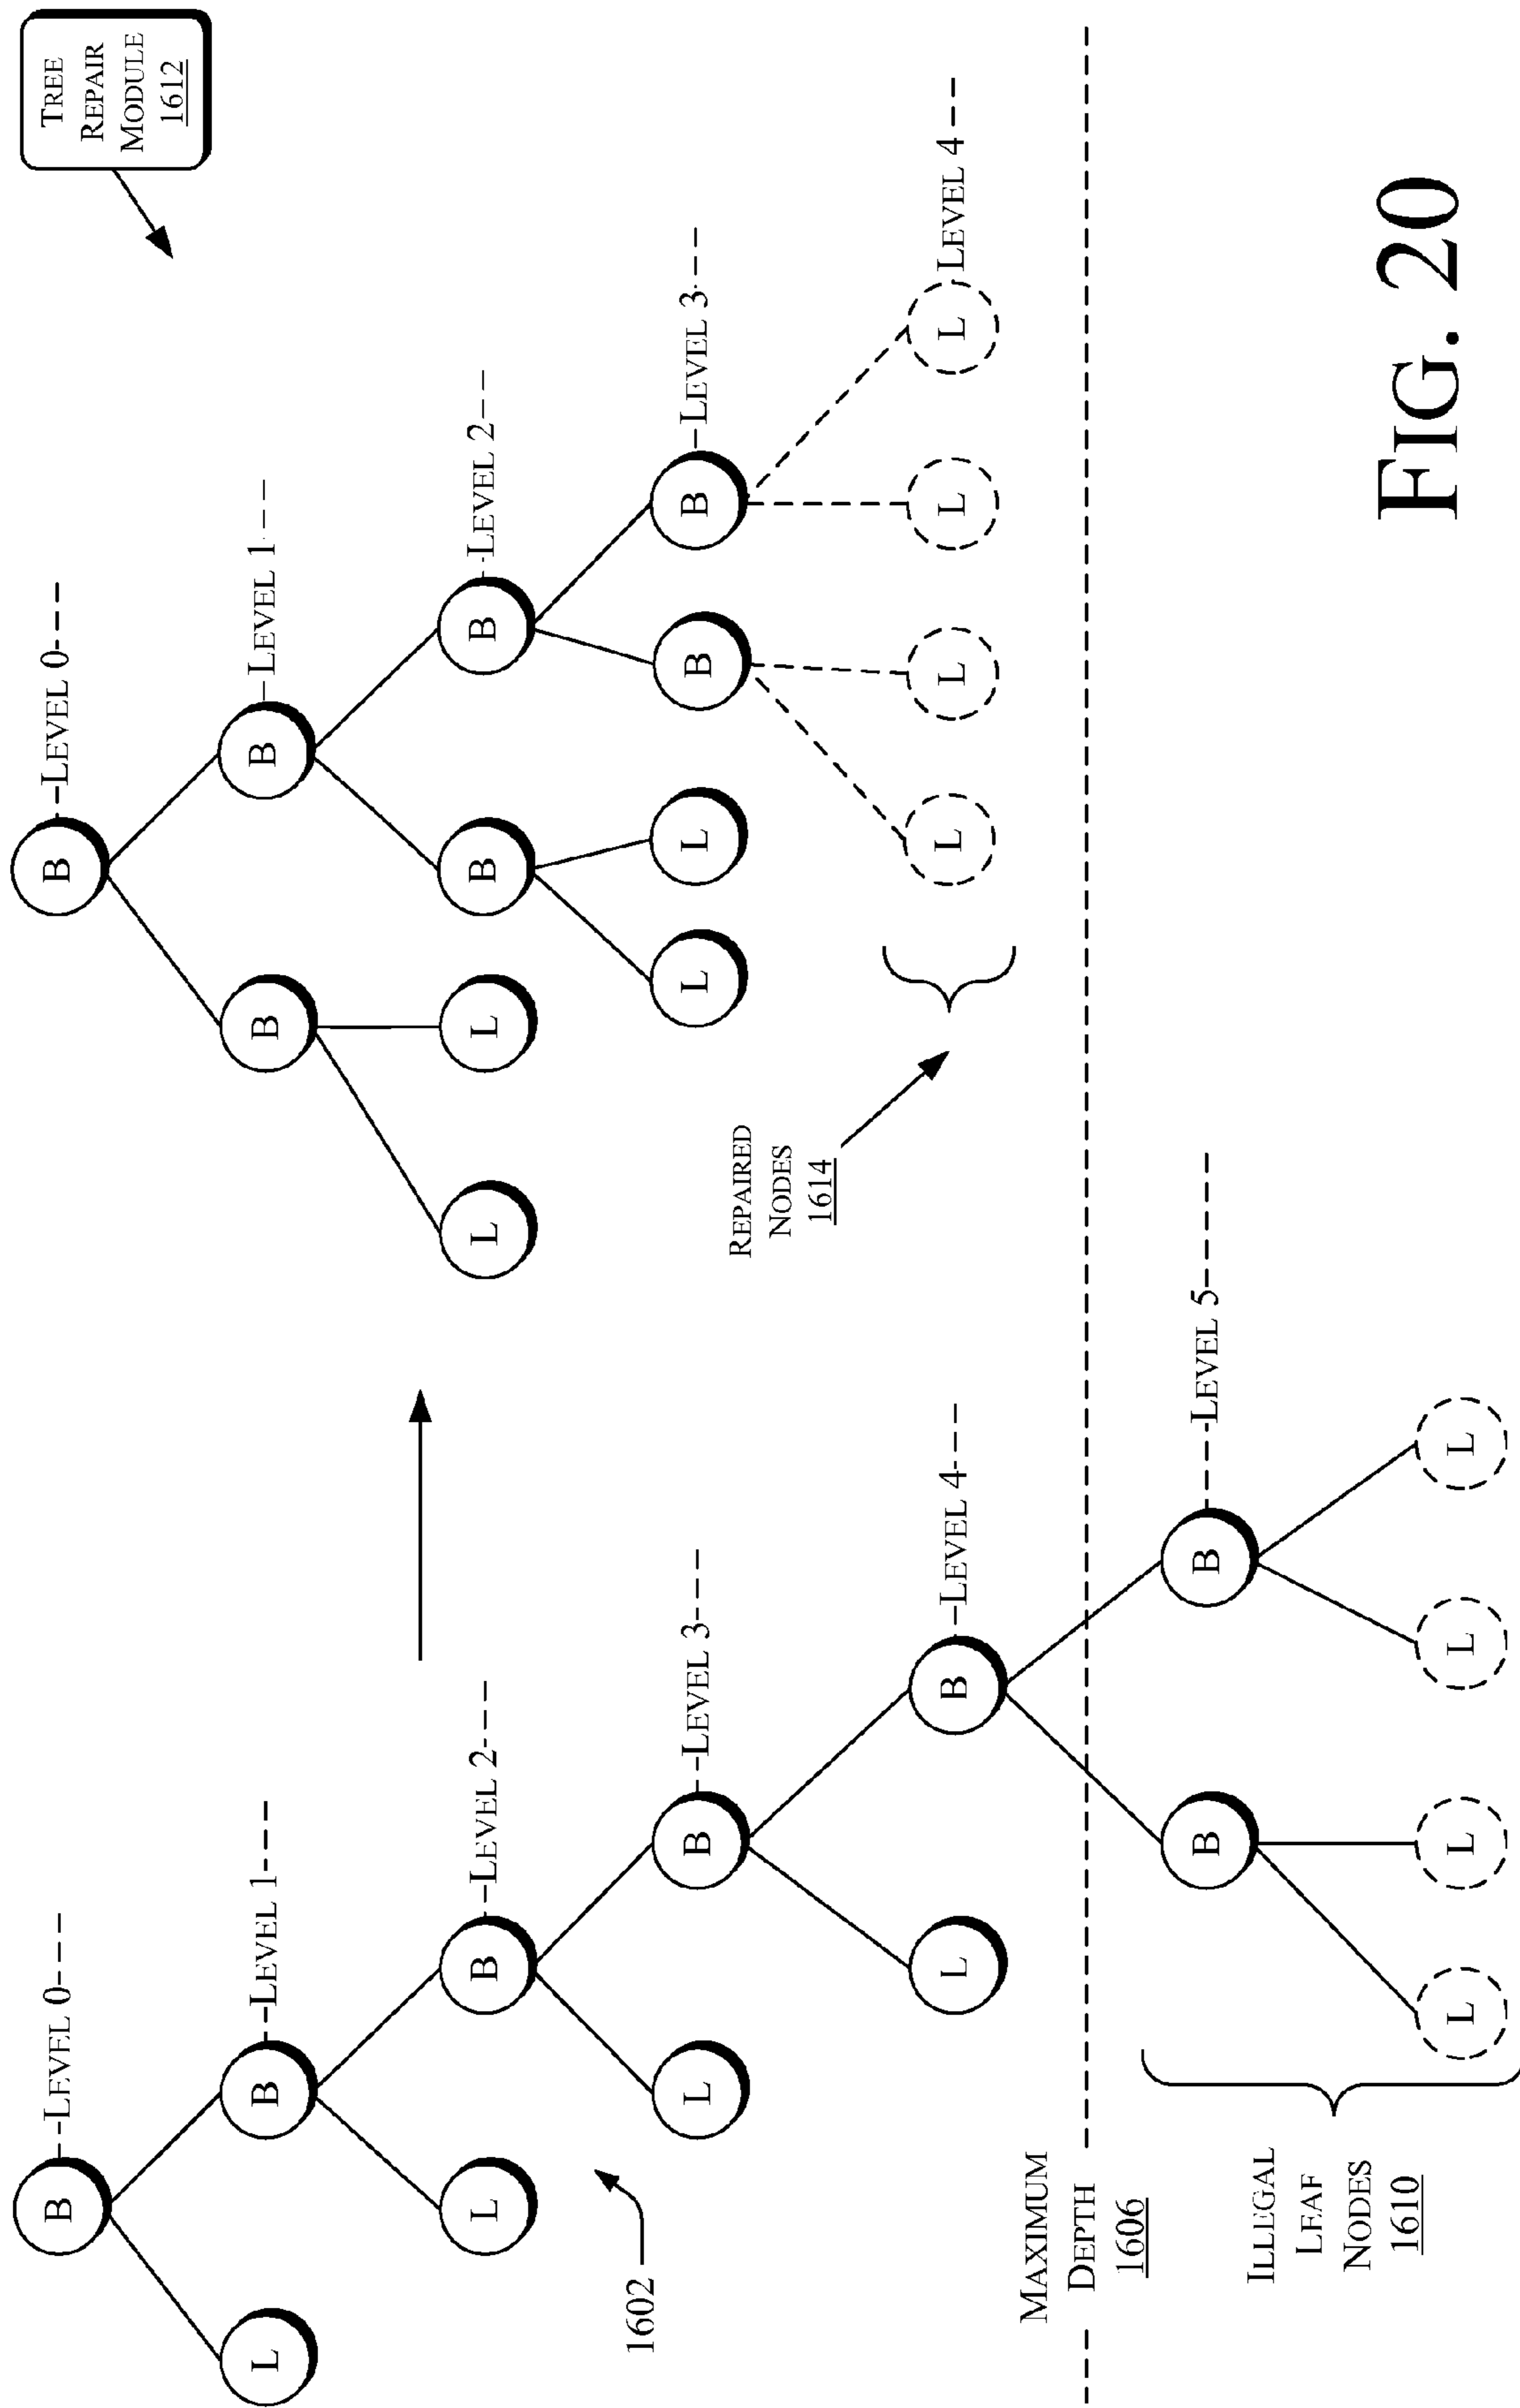 TREE
REPAIR
MODULE
1612
B
LEVEL 0
L
B
LEVEL 1
L
B
LEVEL 2
L
B
LEVEL 3
L
B
LEVEL 4
B
B
LEVEL 5
L
L
L
L
1602
MAXIMUM
DEPTH
1606
ILLEGAL
LEAF
NODES
1610
B
LEVEL 0
B
B
LEVEL 1
L
L
B
B
LEVEL 2
L
L
B
B
LEVEL 3
L
L
L
L
LEVEL 4
REPAIRED
NODES
1614
FIG. 20